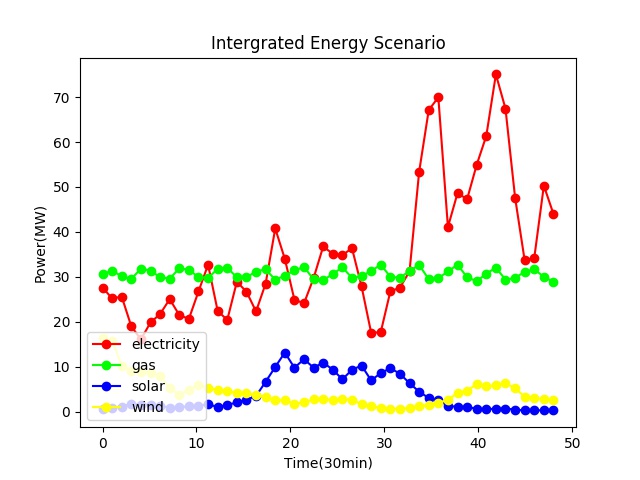 Intergrated Energy Scenario
Power(MW)
70
60
50
40
30
20
10
0
electricity
gas
solar
wind
0 10 20 30 40 50
Time(30min)